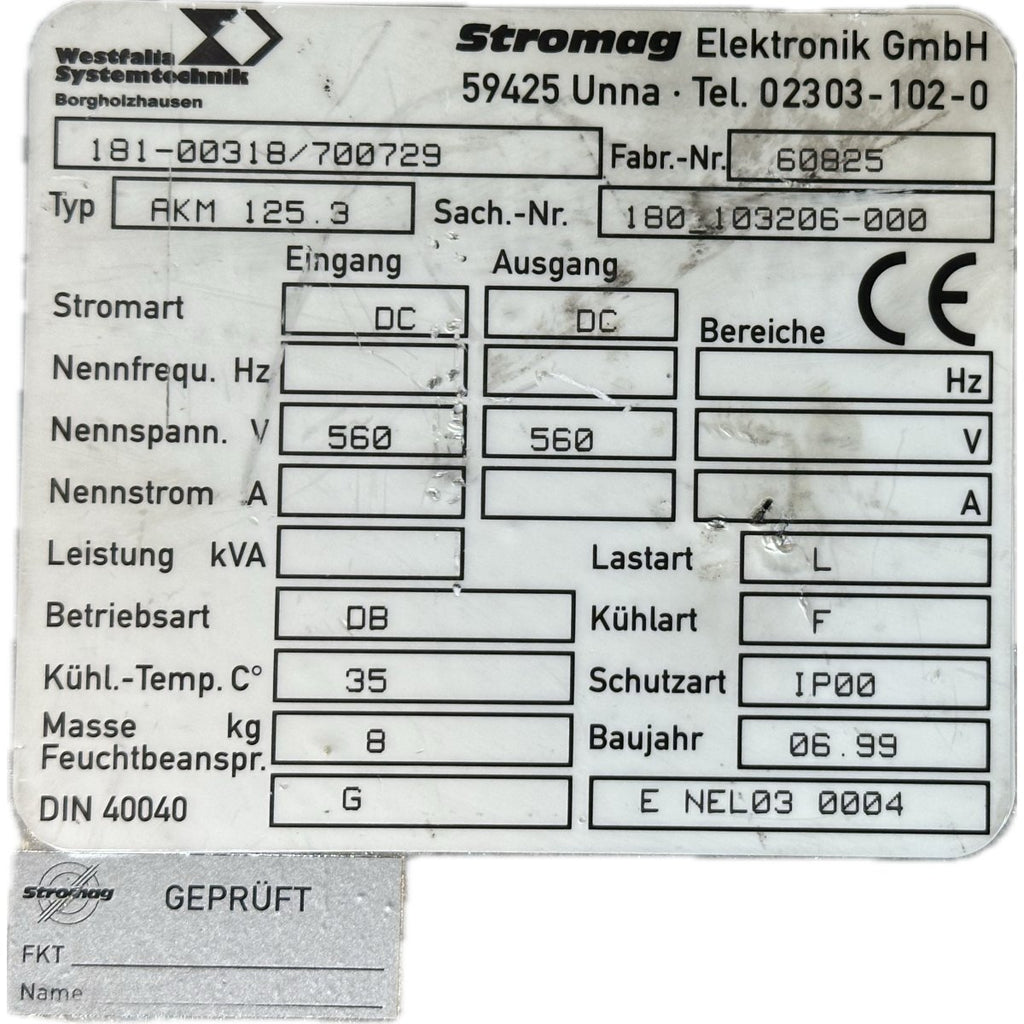 Westfalia
Systemtechnik
Borgholzhausen
Stromag Elektronik GmbH
59425 Unna · Tel. 02303-102-0
181-00318/700729 Fabr.-Nr. 60825
Typ AKM 125.3 Sach.-Nr. 180_103206-000
Eingang Ausgang
Stromart DC DC Bereiche CE
Nennfrequ. Hz Hz
Nennspann. V 560 560 V
Nennstrom A A
Leistung kVA Lastart L
Betriebsart DB Kühlart F
Kühl.-Temp. C° 35 Schutzart IP00
Masse kg 8 Baujahr 06.99
Feuchtbeanspr.
DIN 40040 G E NEL03 0004
Stromag GEPRÜFT
FKT
Name